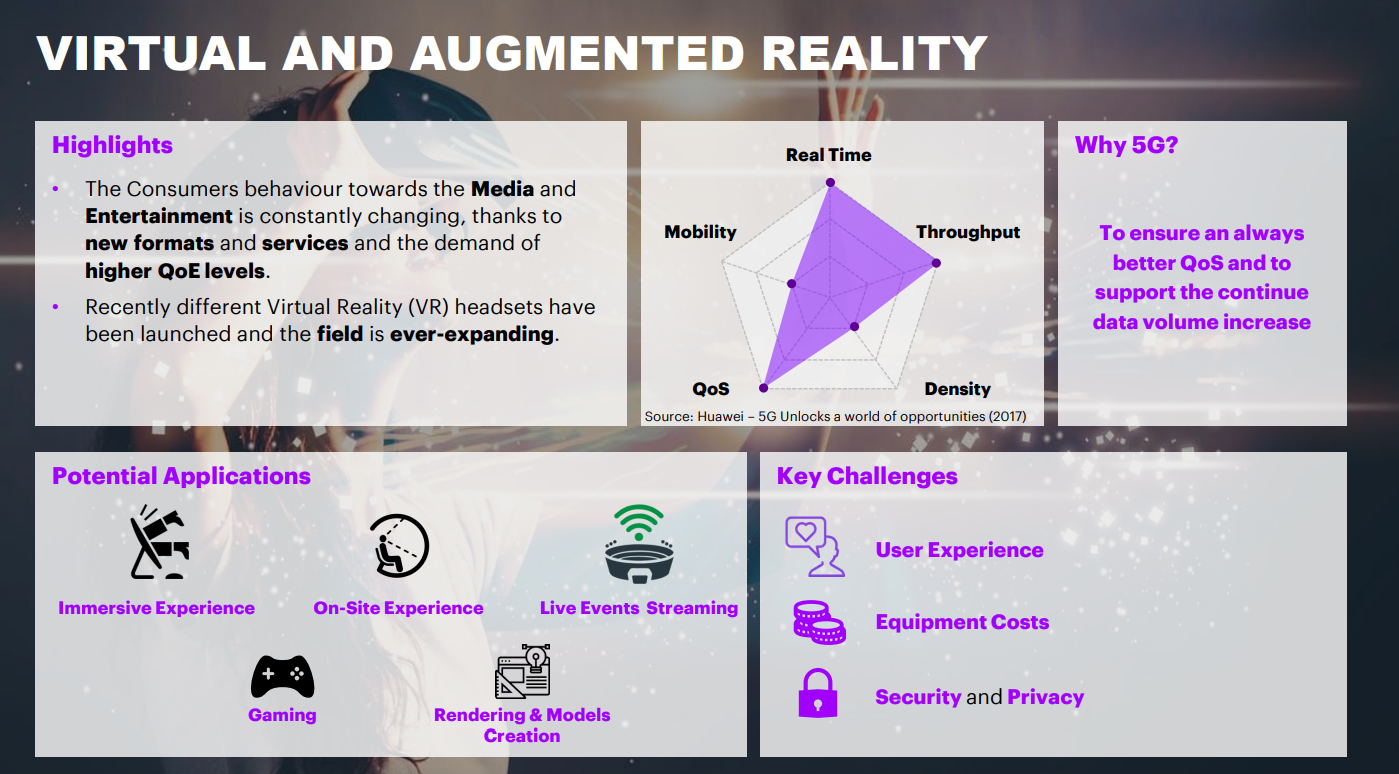 VIRTUAL AND AUGMENTED REALITY
Highlights
• The Consumers behaviour towards the Media and
Entertainment is constantly changing, thanks to
new formats and services and the demand of
higher QoE levels.
• Recently different Virtual Reality (VR) headsets have
been launched and the field is ever-expanding.
Real Time
Mobility
Throughput
QoS
Density
Source: Huawei – 5G Unlocks a world of opportunities (2017)
Why 5G?
To ensure an always
better QoS and to
support the continue
data volume increase
Potential Applications
Immersive Experience
On-Site Experience
Live Events Streaming
Gaming
Rendering & Models
Creation
Key Challenges
User Experience
Equipment Costs
Security and Privacy